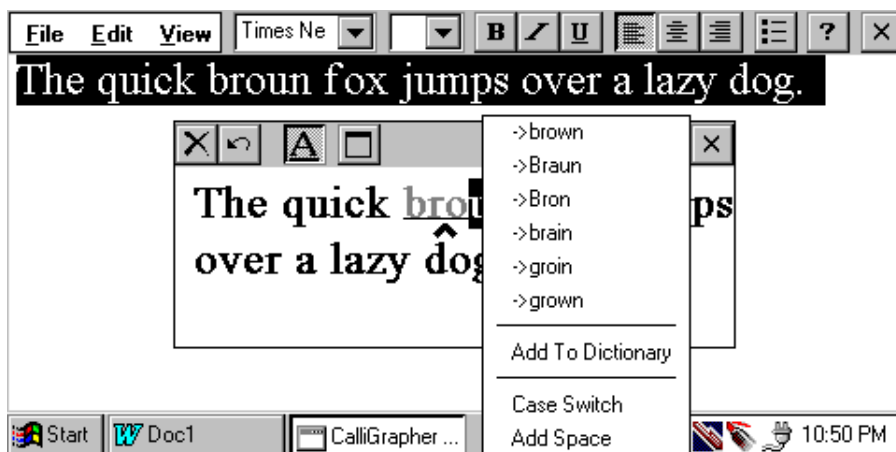 File Edit View Times Ne B I U ?
The quick broun fox jumps over a lazy dog.
A
The quick brou ps
over a lazy dog
->brown
->Braun
->Bron
->brain
->groin
->grown
Add To Dictionary
Case Switch
Add Space
Start Doc1 CalliGrapher ... 10:50 PM